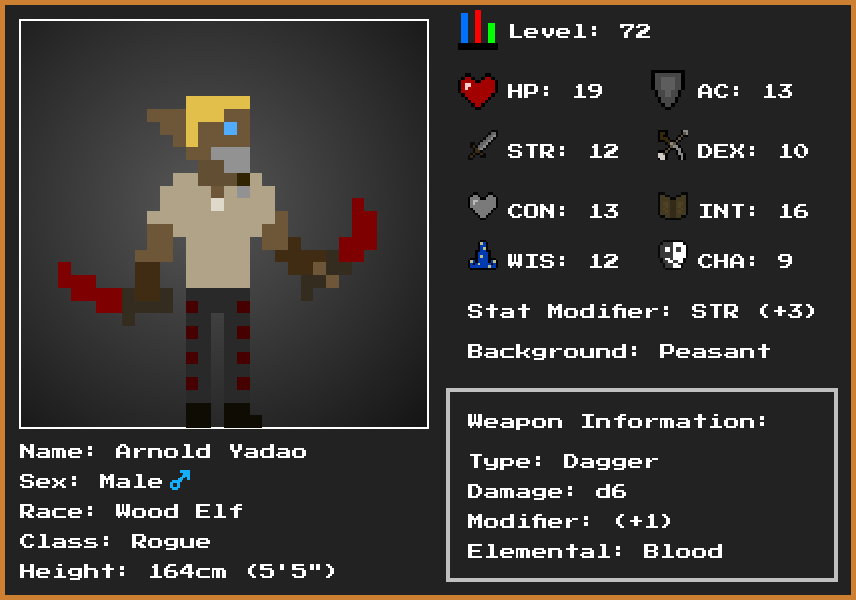 Level: 72
HP: 19
AC: 13
STR: 12
DEX: 10
CON: 13
INT: 16
WIS: 12
CHA: 9
Stat Modifier: STR (+3)
Background: Peasant
Weapon Information:
Type: Dagger
Damage: d6
Modifier: (+1)
Elemental: Blood
Name: Arnold Yadao
Sex: Male ♂
Race: Wood Elf
Class: Rogue
Height: 164cm (5'5")